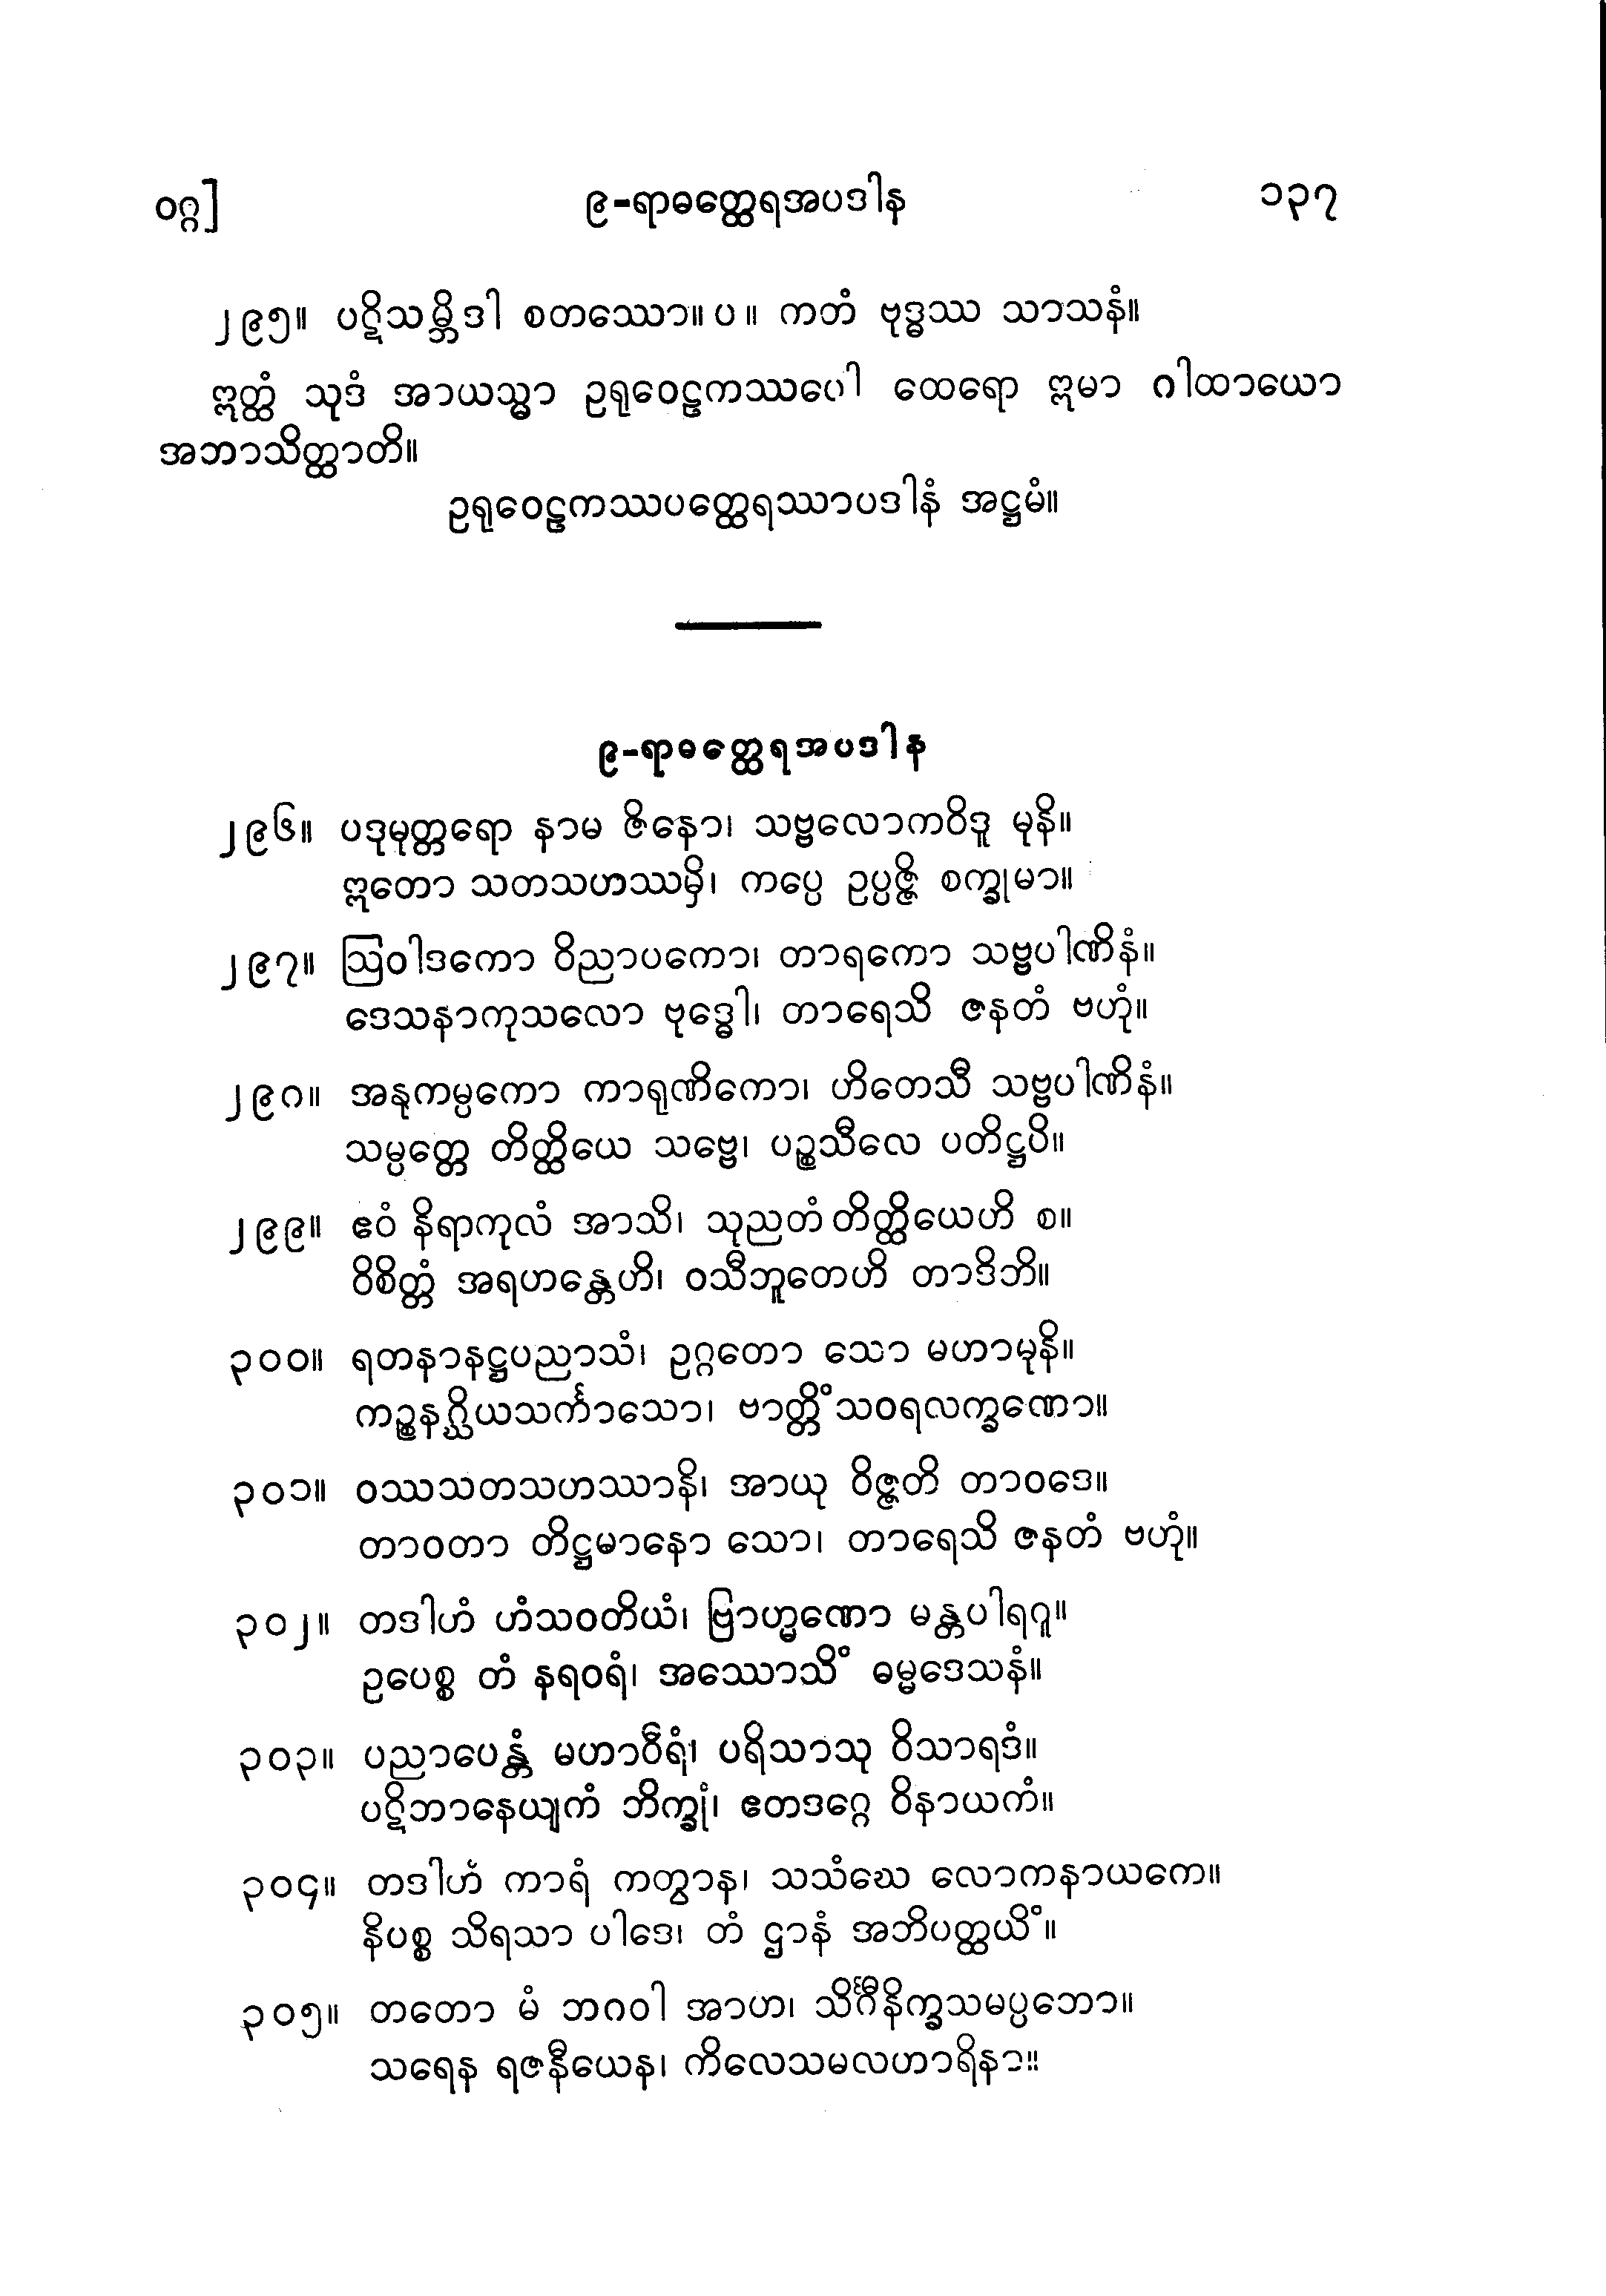 ဝဂ္ဂ] ၉-ရာဓတ္ထေရအပဒါန ၁၃၇
၂၉၅။ ပဋိသမ္ဘိဒါ စတဿော။ ပ ။ ကတံ ဗုဒ္ဓဿ သာသနံ။
ဣတ္ထံ သုဒံ အာယသ္မာ ဥရုဝေဠကဿပေါ ထေရော ဣမာ ဂါထာယော
အဘာသိတ္ထာတိ။
ဥရုဝေဠကဿပတ္ထေရဿာပဒါနံ အဋ္ဌမံ။
၉-ရာဓတ္ထေရအပဒါန
၂၉၆။ ပဒုမုတ္တရော နာမ ဇိနော၊ သဗ္ဗလောကဝိဒူ မုနိ။
ဣတော သတသဟဿမှိ၊ ကပ္ပေ ဥပ္ပဇ္ဇိ စက္ခုမာ။
၂၉၇။ ဩဝါဒကော ဝိညာပကော၊ တာရကော သဗ္ဗပါဏိနံ။
ဒေသနာကုသလော ဗုဒ္ဓေါ၊ တာရေသိ ဇနတံ ဗဟုံ။
၂၉၈။ အနုကမ္ပကော ကာရုဏိကော၊ ဟိတေသီ သဗ္ဗပါဏိနံ။
သမ္ပတ္တေ တိတ္ထိယေ သဗ္ဗေ၊ ပဉ္စသီလေ ပတိဋ္ဌပိ။
၂၉၉။ ဧဝံ နိရာကုလံ အာသိ၊ သုညတံ တိတ္ထိယေဟိ စ။
ဝိစိတ္တံ အရဟန္တေဟိ၊ ဝသီဘူတေဟိ တာဒိဘိ။
၃၀၀။ ရတနာနဋ္ဌပညာသံ၊ ဥဂ္ဂတော သော မဟာမုနိ။
ကဉ္စနဂ္ဃိယသင်္ကာသော၊ ဗာတ္တိံသဝရလက္ခဏော။
၃၀၁။ ဝဿသတသဟဿာနိ၊ အာယု ဝိဇ္ဇတိ တာဝဒေ။
တာဝတာ တိဋ္ဌမာနော သော၊ တာရေသိ ဇနတံ ဗဟုံ။
၃၀၂။ တဒါဟံ ဟံသဝတိယံ၊ ဗြာဟ္မဏော မန္တပါရဂူ။
ဥပေစ္စ တံ နရဝရံ၊ အဿောသိံ ဓမ္မဒေသနံ။
၃၀၃။ ပညာပေန္တံ မဟာဝီရံ၊ ပရိသာသု ဝိသာရဒံ။
ပဋိဘာနေယျကံ ဘိက္ခုံ၊ ဧတဒဂ္ဂေ ဝိနာယကံ။
၃၀၄။ တဒါဟံ ကာရံ ကတွာန၊ သသံဃေ လောကနာယကေ။
နိပစ္စ သိရသာ ပါဒေ၊ တံ ဌာနံ အဘိပတ္ထယိံ။
၃၀၅။ တတော မံ ဘဂဝါ အာဟ၊ သိင်္ဂီနိက္ခသမပ္ပဘော။
သရေန ရဇနီယေန၊ ကိလေသမလဟာရိနာ။